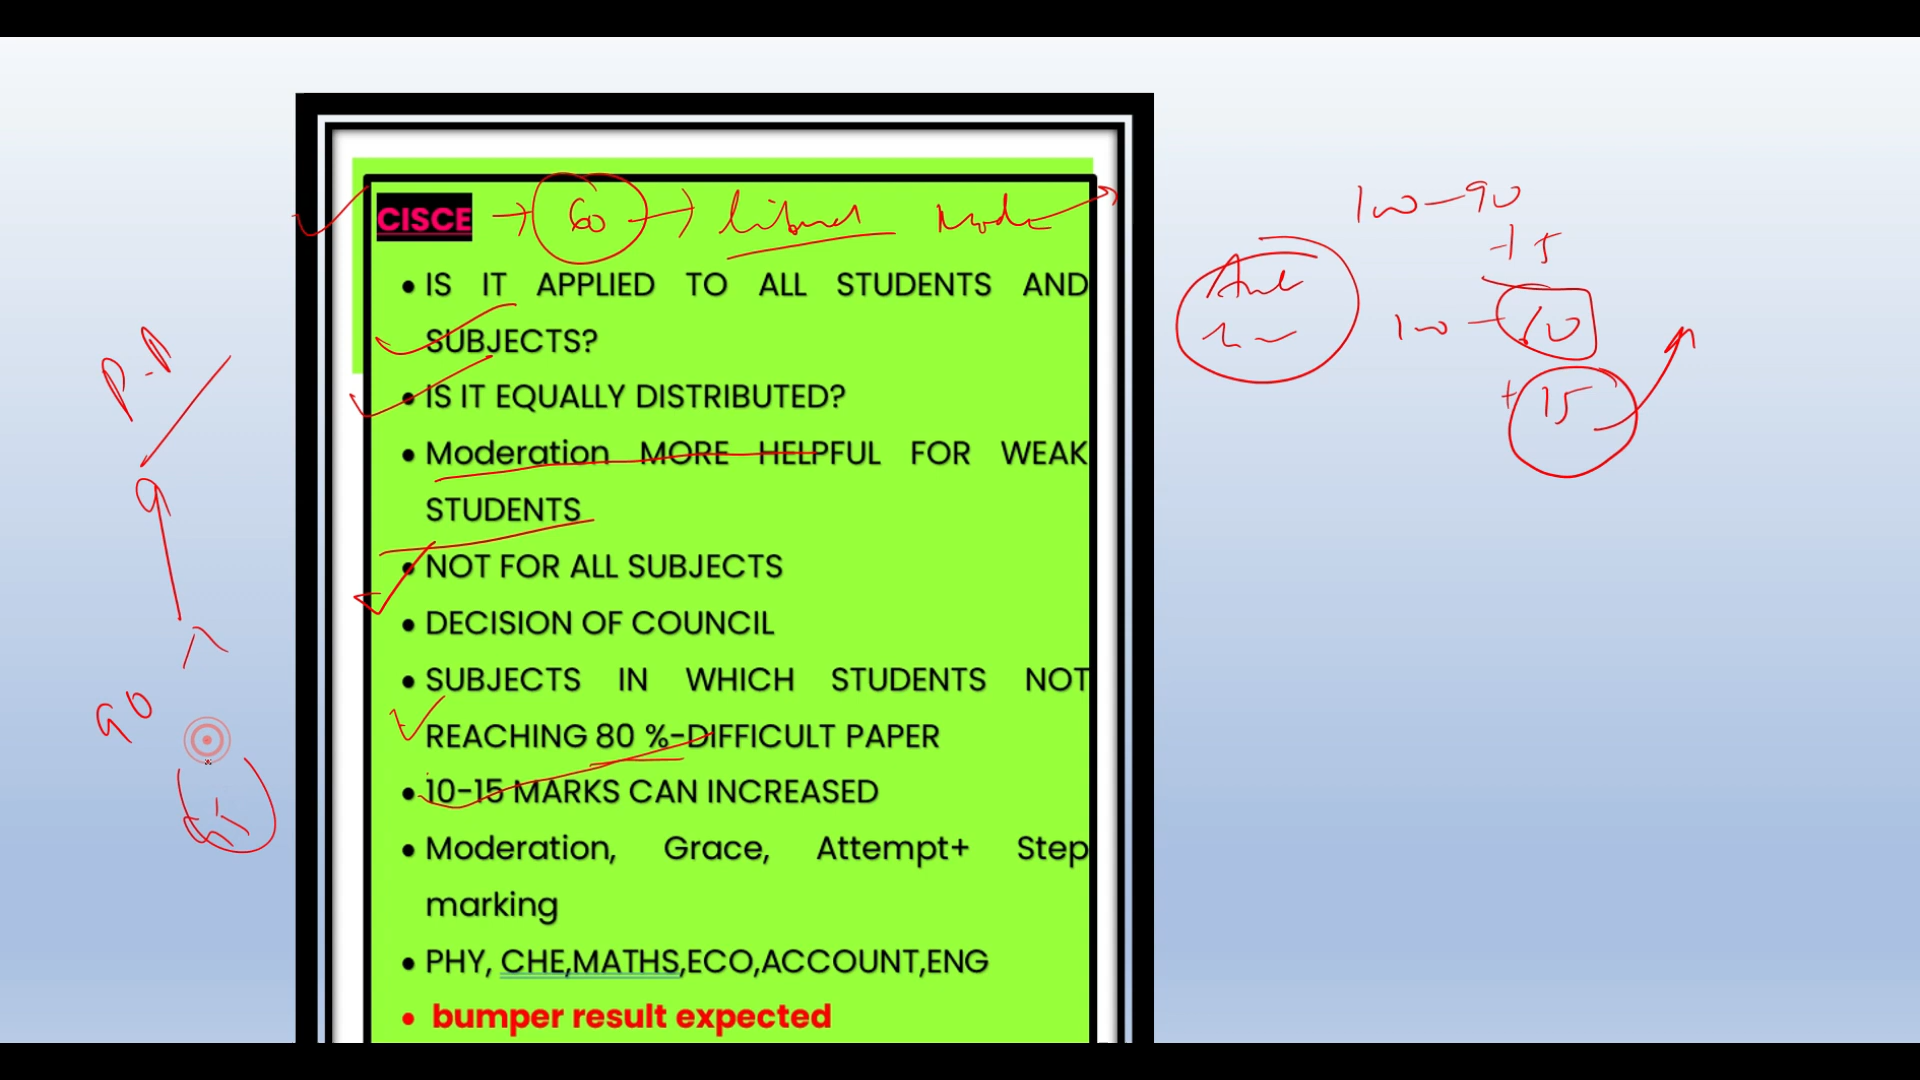 CISCE → 60 → liberal mode
• IS IT APPLIED TO ALL STUDENTS AND
SUBJECTS?
• IS IT EQUALLY DISTRIBUTED?
• Moderation MORE HELPFUL FOR WEAK
STUDENTS
• NOT FOR ALL SUBJECTS
• DECISION OF COUNCIL
• SUBJECTS IN WHICH STUDENTS NOT
REACHING 80 %-DIFFICULT PAPER
• 10-15 MARKS CAN INCREASED
• Moderation, Grace, Attempt+ Step
marking
• PHY, CHE,MATHS,ECO,ACCOUNT,ENG
• bumper result expected
P-A
9
90
100-90
15
100-
+ 15